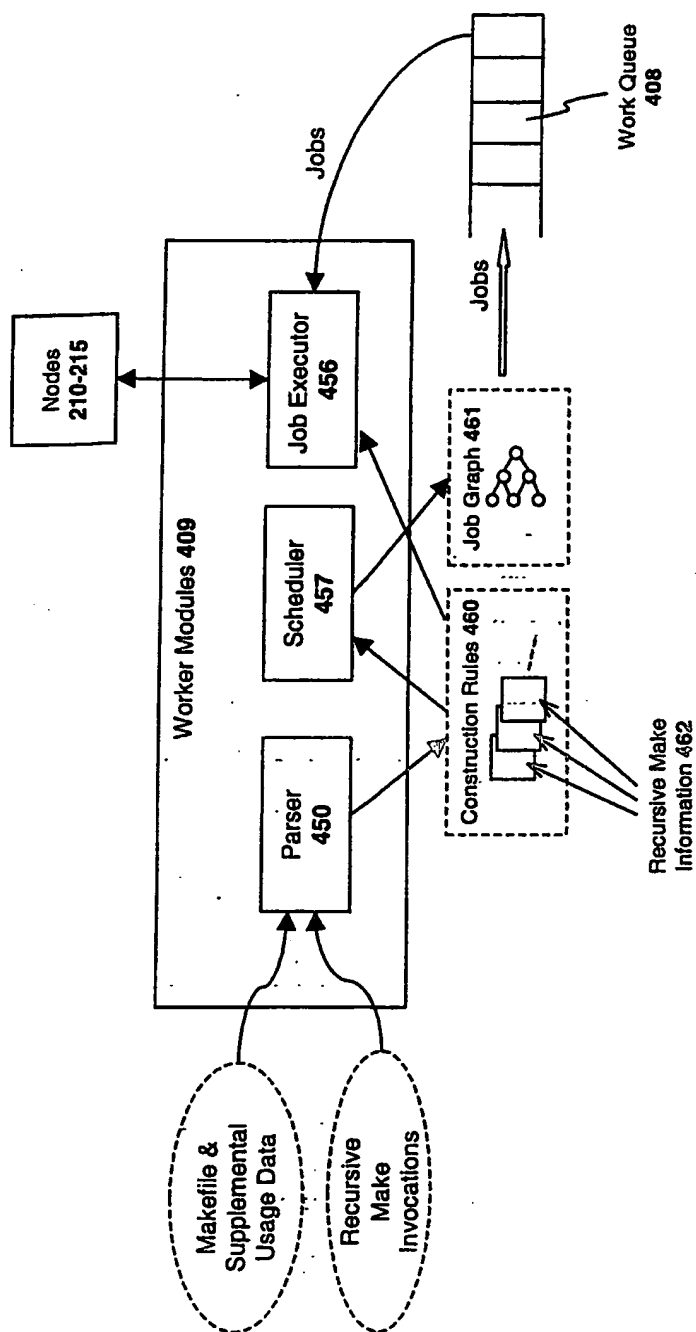 Nodes
210-215
Worker Modules 409
Makefile &
Supplemental
Usage Data
Recursive
Make
Invocations
Parser
450
Scheduler
457
Job Executor
456
Jobs
Construction Rules 460
Job Graph 461
Jobs
Work Queue
408
Recursive Make
Information 462